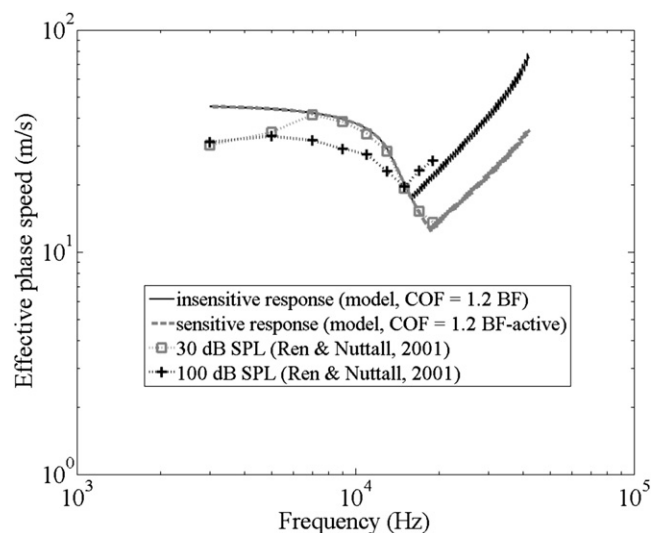 10²
10¹
10⁰
Effective phase speed (m/s)
insensitive response (model, COF = 1.2 BF)
sensitive response (model, COF = 1.2 BF-active)
30 dB SPL (Ren & Nuttall, 2001)
100 dB SPL (Ren & Nuttall, 2001)
10³
10⁴
10⁵
Frequency (Hz)